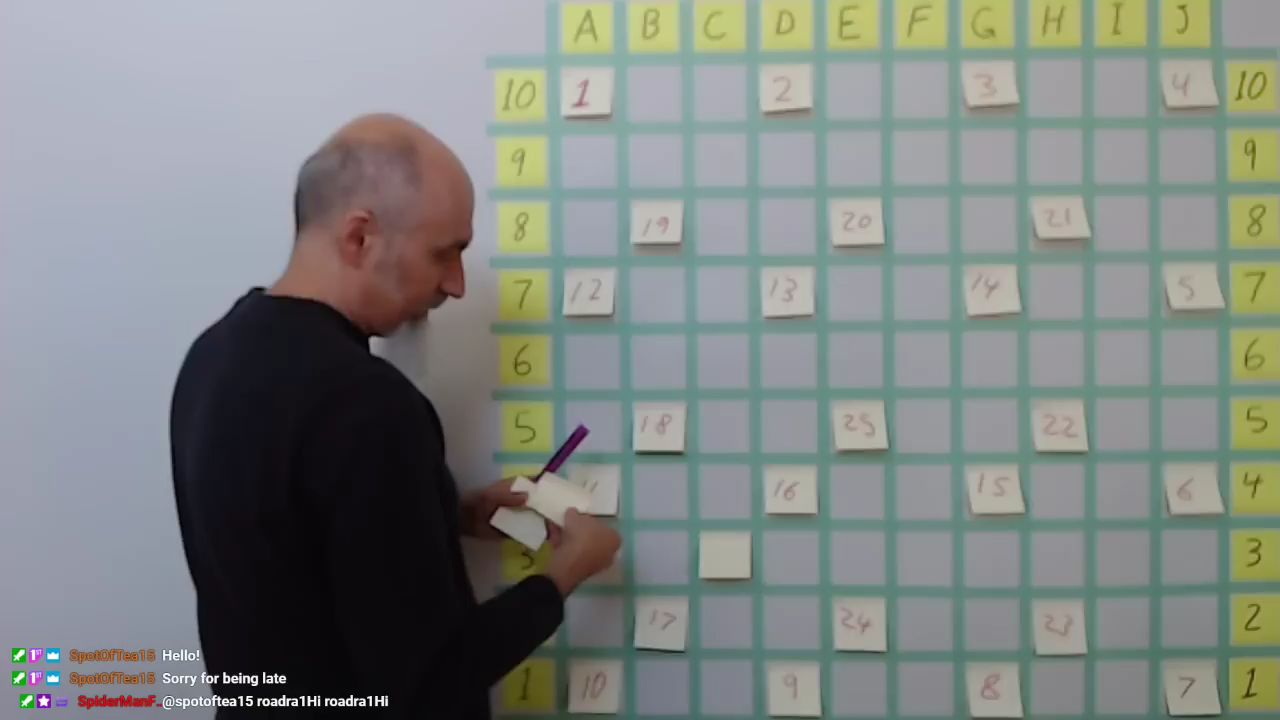 A B C D E F G H I J
10 1 2 3 4 10
9 9
8 19 20 21 8
7 12 13 14 5 7
6 6
5 18 25 22 5
16 15 6 4
3 3
17 24 23 2
1 10 9 8 7 1
SpotOfTea15 Hello!
SpotOfTea15 Sorry for being late
SpiderManF.. @spotoftea15 roadra1Hi roadra1Hi